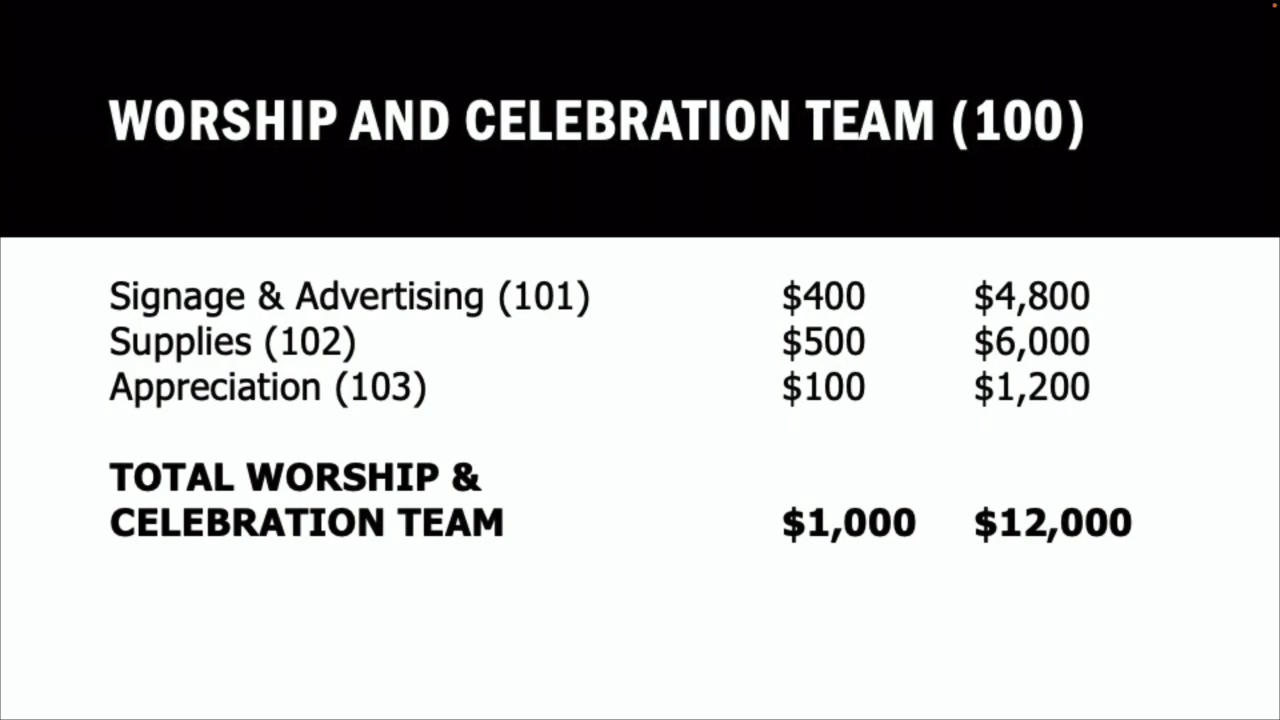 WORSHIP AND CELEBRATION TEAM (100)
Signage & Advertising (101) $400 $4,800
Supplies (102) $500 $6,000
Appreciation (103) $100 $1,200
TOTAL WORSHIP &
CELEBRATION TEAM $1,000 $12,000